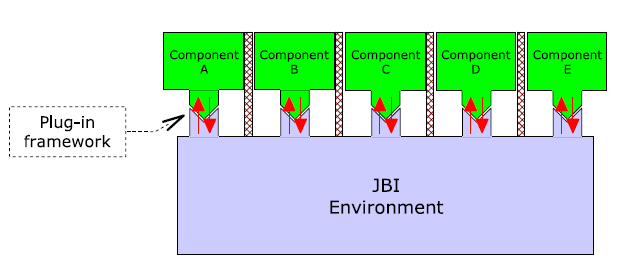 Component
A
Component
B
Component
C
Component
D
Component
E
Plug-in
framework
JBI
Environment